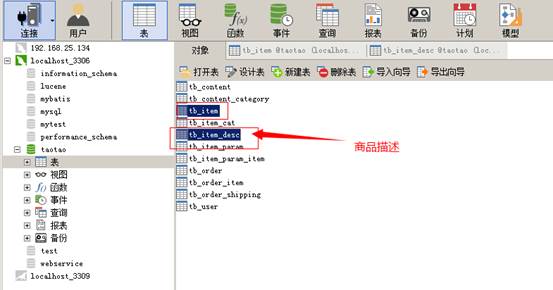 连接 用户 表 视图 函数 事件 查询 报表 备份 计划 模型
192.168.25.134
localhost_3306
information_schema
lucene
mybatis
mysql
mytest
performance_schema
taotao
表
视图
函数
事件
查询
报表
备份
test
webservice
localhost_3309
对象 tb_item @taotao (localhos... tb_item_desc @taotao (loc...
打开表 设计表 新建表 删除表 导入向导 导出向导
tb_content
tb_content_category
tb_item
tb_item_cat
tb_item_desc
tb_item_param
tb_item_param_item
tb_order
tb_order_item
tb_order_shipping
tb_user
商品描述